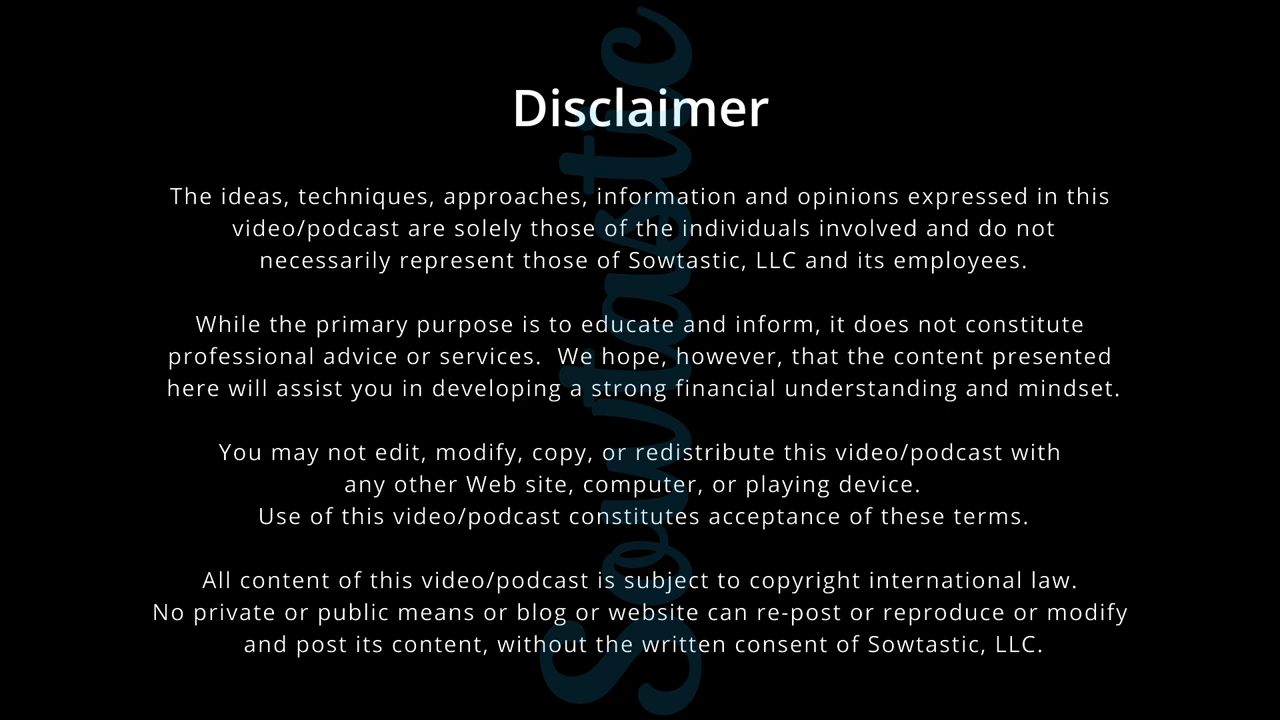 Disclaimer
The ideas, techniques, approaches, information and opinions expressed in this
video/podcast are solely those of the individuals involved and do not
necessarily represent those of Sowtastic, LLC and its employees.
While the primary purpose is to educate and inform, it does not constitute
professional advice or services.  We hope, however, that the content presented
here will assist you in developing a strong financial understanding and mindset.
You may not edit, modify, copy, or redistribute this video/podcast with
any other Web site, computer, or playing device.
Use of this video/podcast constitutes acceptance of these terms.
All content of this video/podcast is subject to copyright international law.
No private or public means or blog or website can re-post or reproduce or modify
and post its content, without the written consent of Sowtastic, LLC.
Sowtastic